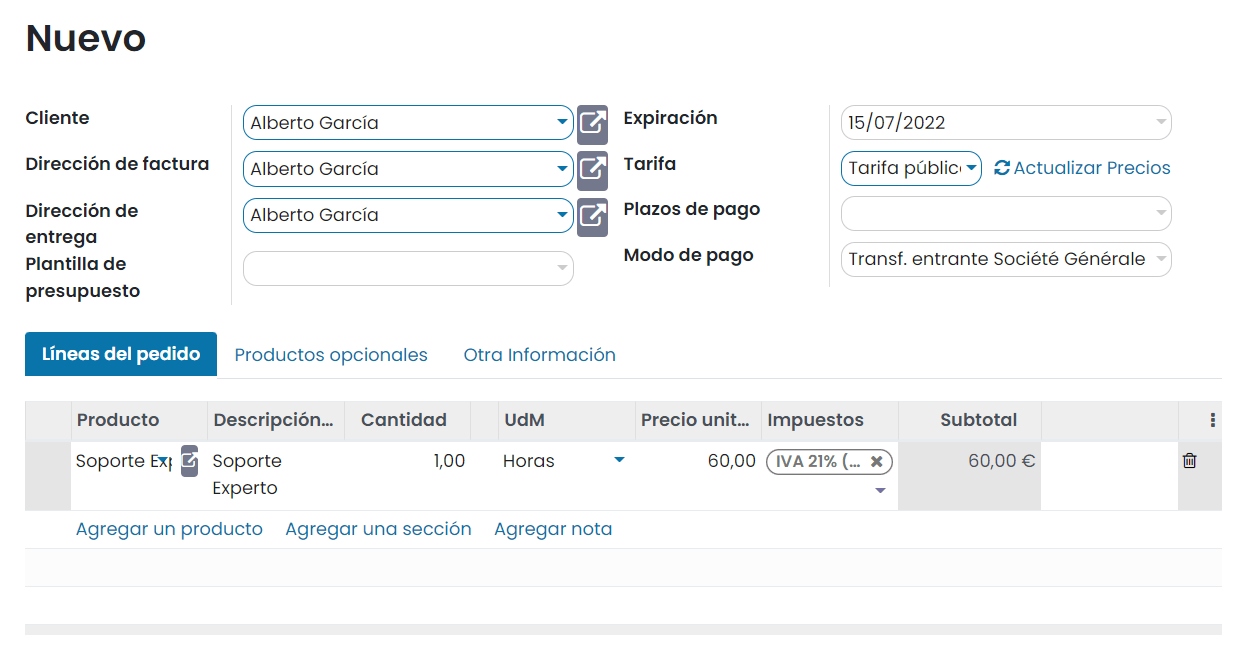 Nuevo
Cliente
Alberto García
Expiración
15/07/2022
Dirección de factura
Alberto García
Tarifa
Tarifa públic
Actualizar Precios
Dirección de
entrega
Alberto García
Plazos de pago
Plantilla de
presupuesto
Modo de pago
Transf. entrante Société Générale
Líneas del pedido Productos opcionales Otra Información
Producto Descripción... Cantidad UdM Precio unit... Impuestos Subtotal
Soporte Exp Soporte 1,00 Horas 60,00 IVA 21% (... 60,00 €
Experto
Agregar un producto Agregar una sección Agregar nota